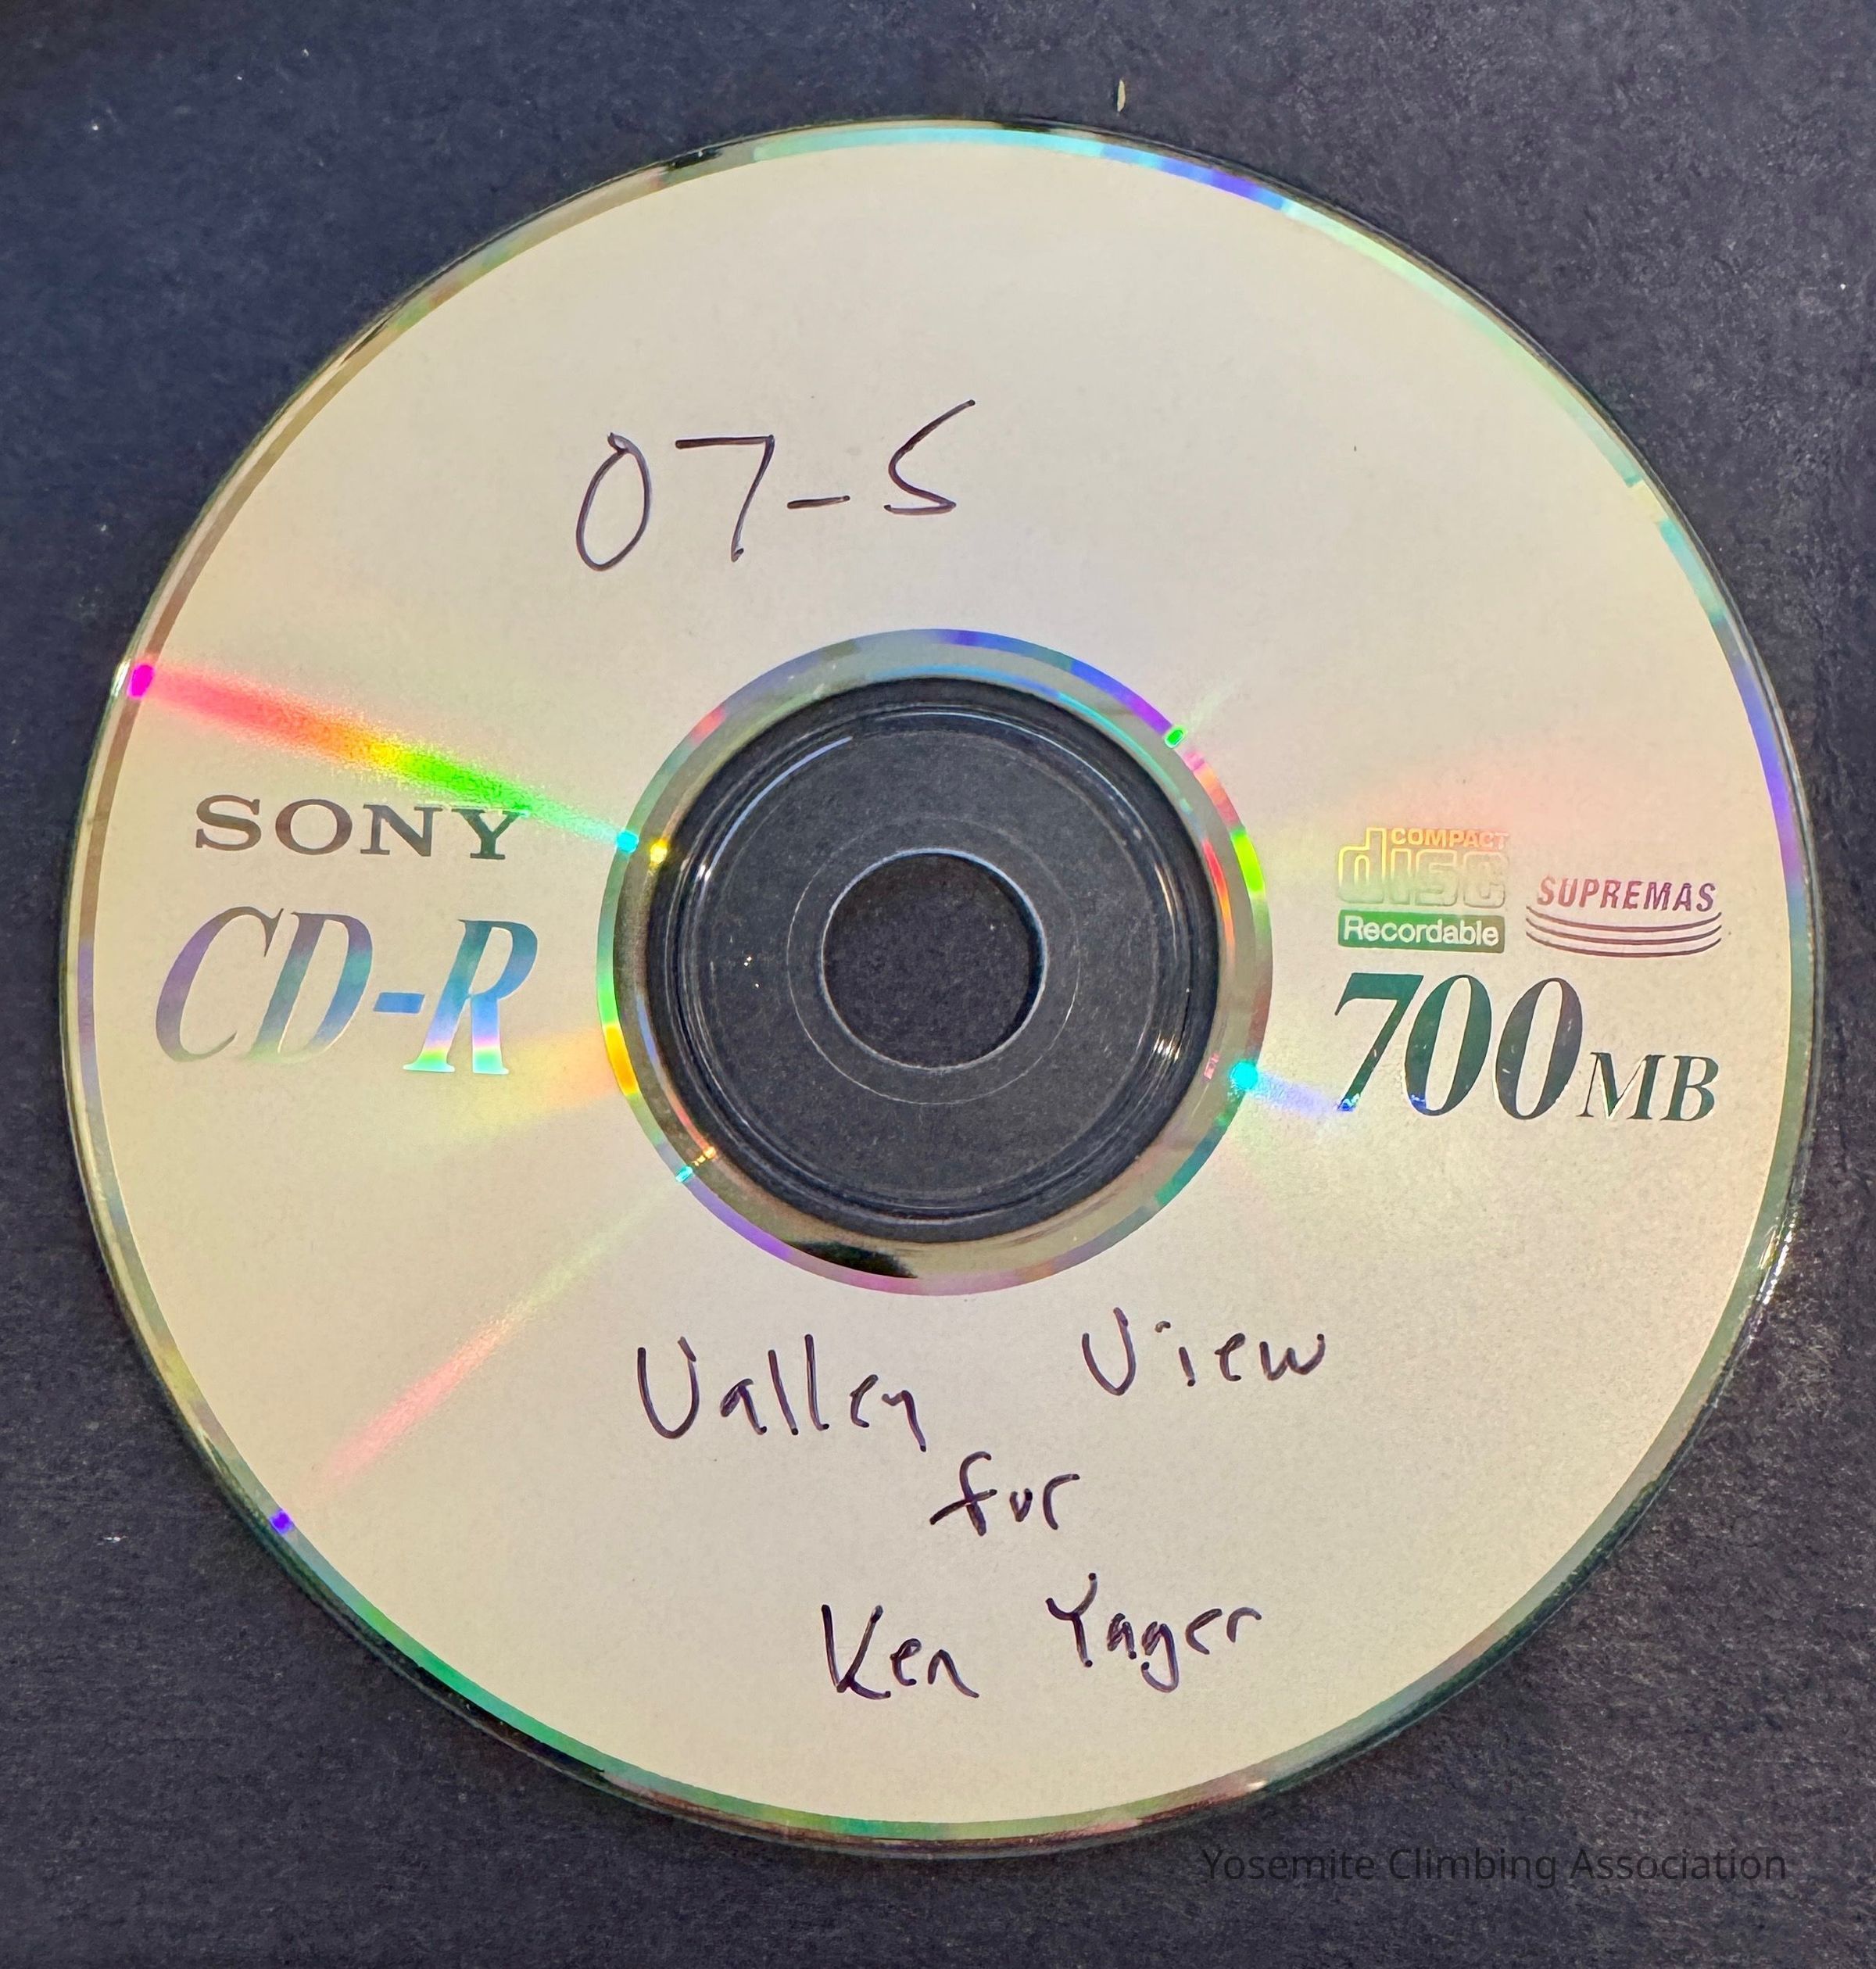 07-5
SONY
CD-R
COMPACT
disc
Recordable
SUPREMAS
700MB
Valley View
for
Ken Yager
Yosemite Climbing Association